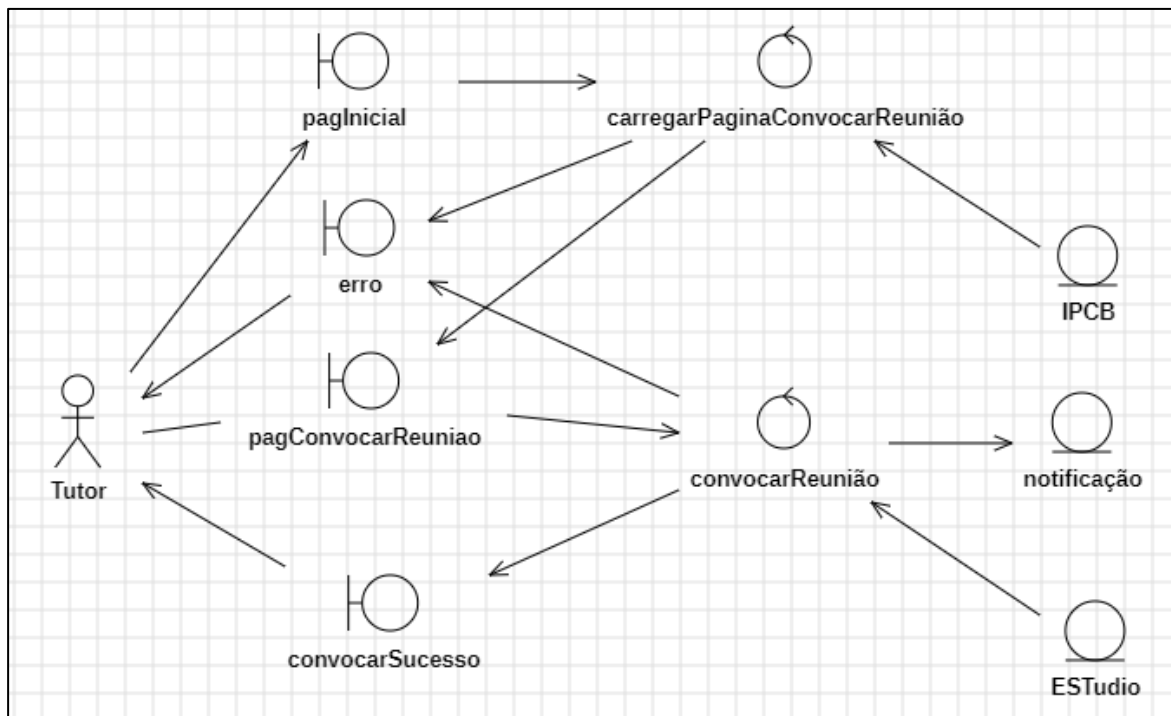 pagInicial
carregarPaginaConvocarReunião
erro
IPCB
pagConvocarReuniao
Tutor
convocarReunião
notificação
convocarSucesso
ESTudio